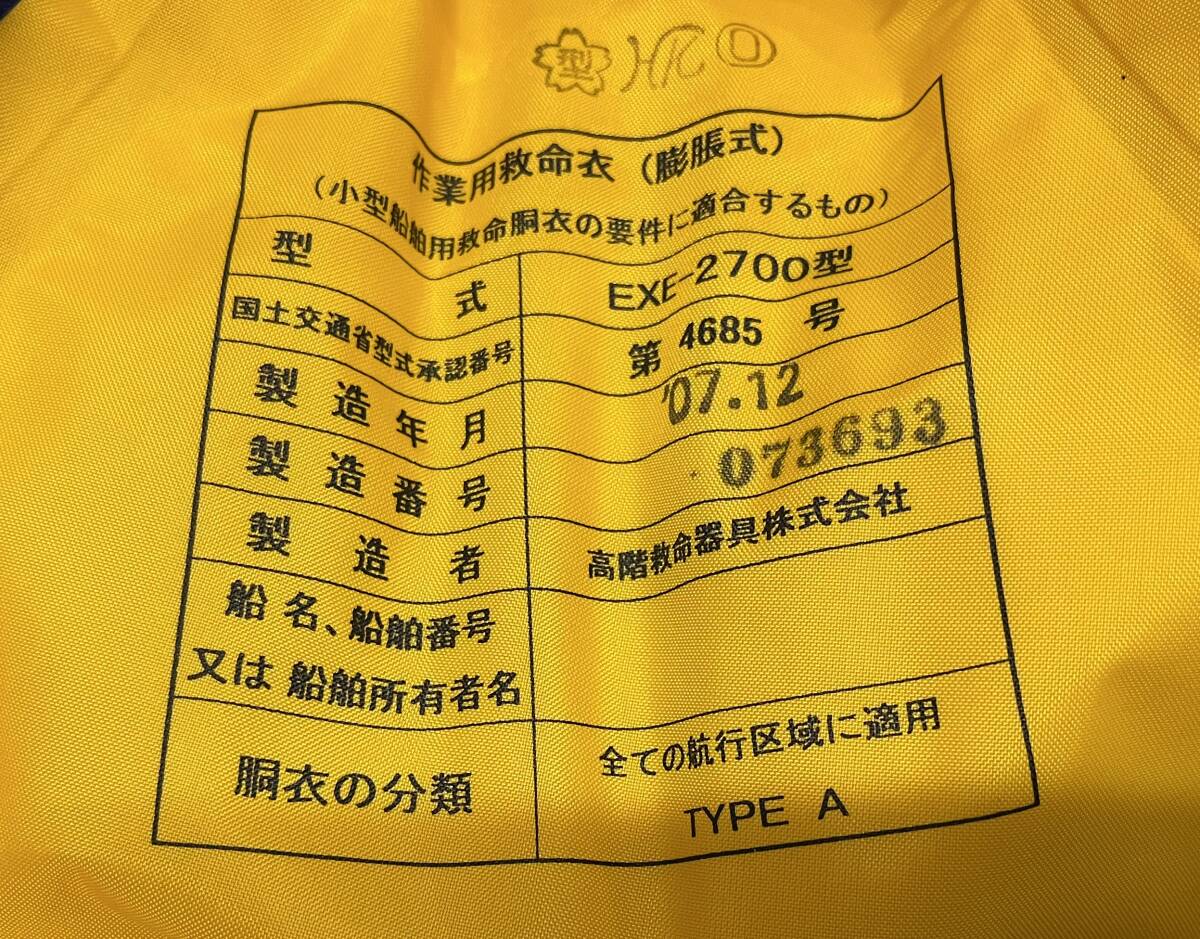 型 HK O
作業用救命衣(膨脹式)
(小型船舶用救命胴衣の要件に適合するもの)
型式 EXE-2700型
国土交通省型式承認番号 第4685号
製造年月 '07.12
製造番号 073693
製造者 高階救命器具株式会社
船名、船舶番号
又は船舶所有者名
胴衣の分類
全ての航行区域に適用
TYPE A